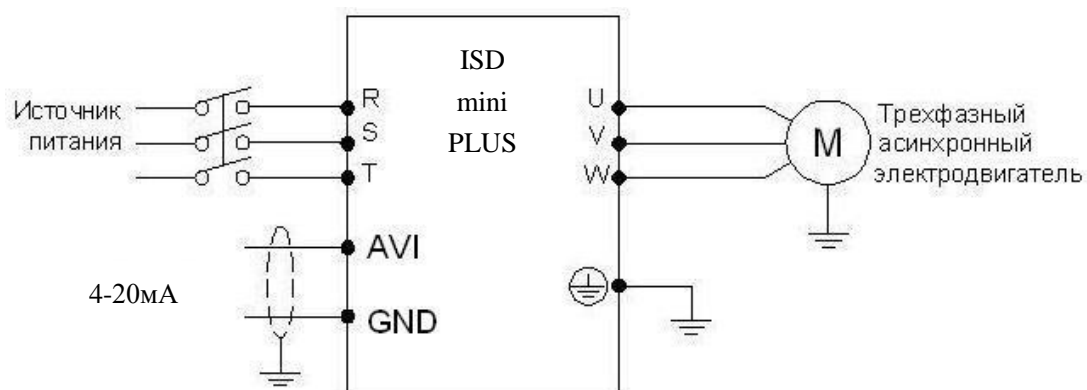 ISD
mini
PLUS
Источник
питания
R
S
T
U
V
W
M
Трехфазный
асинхронный
электродвигатель
AVI
4-20мА
GND